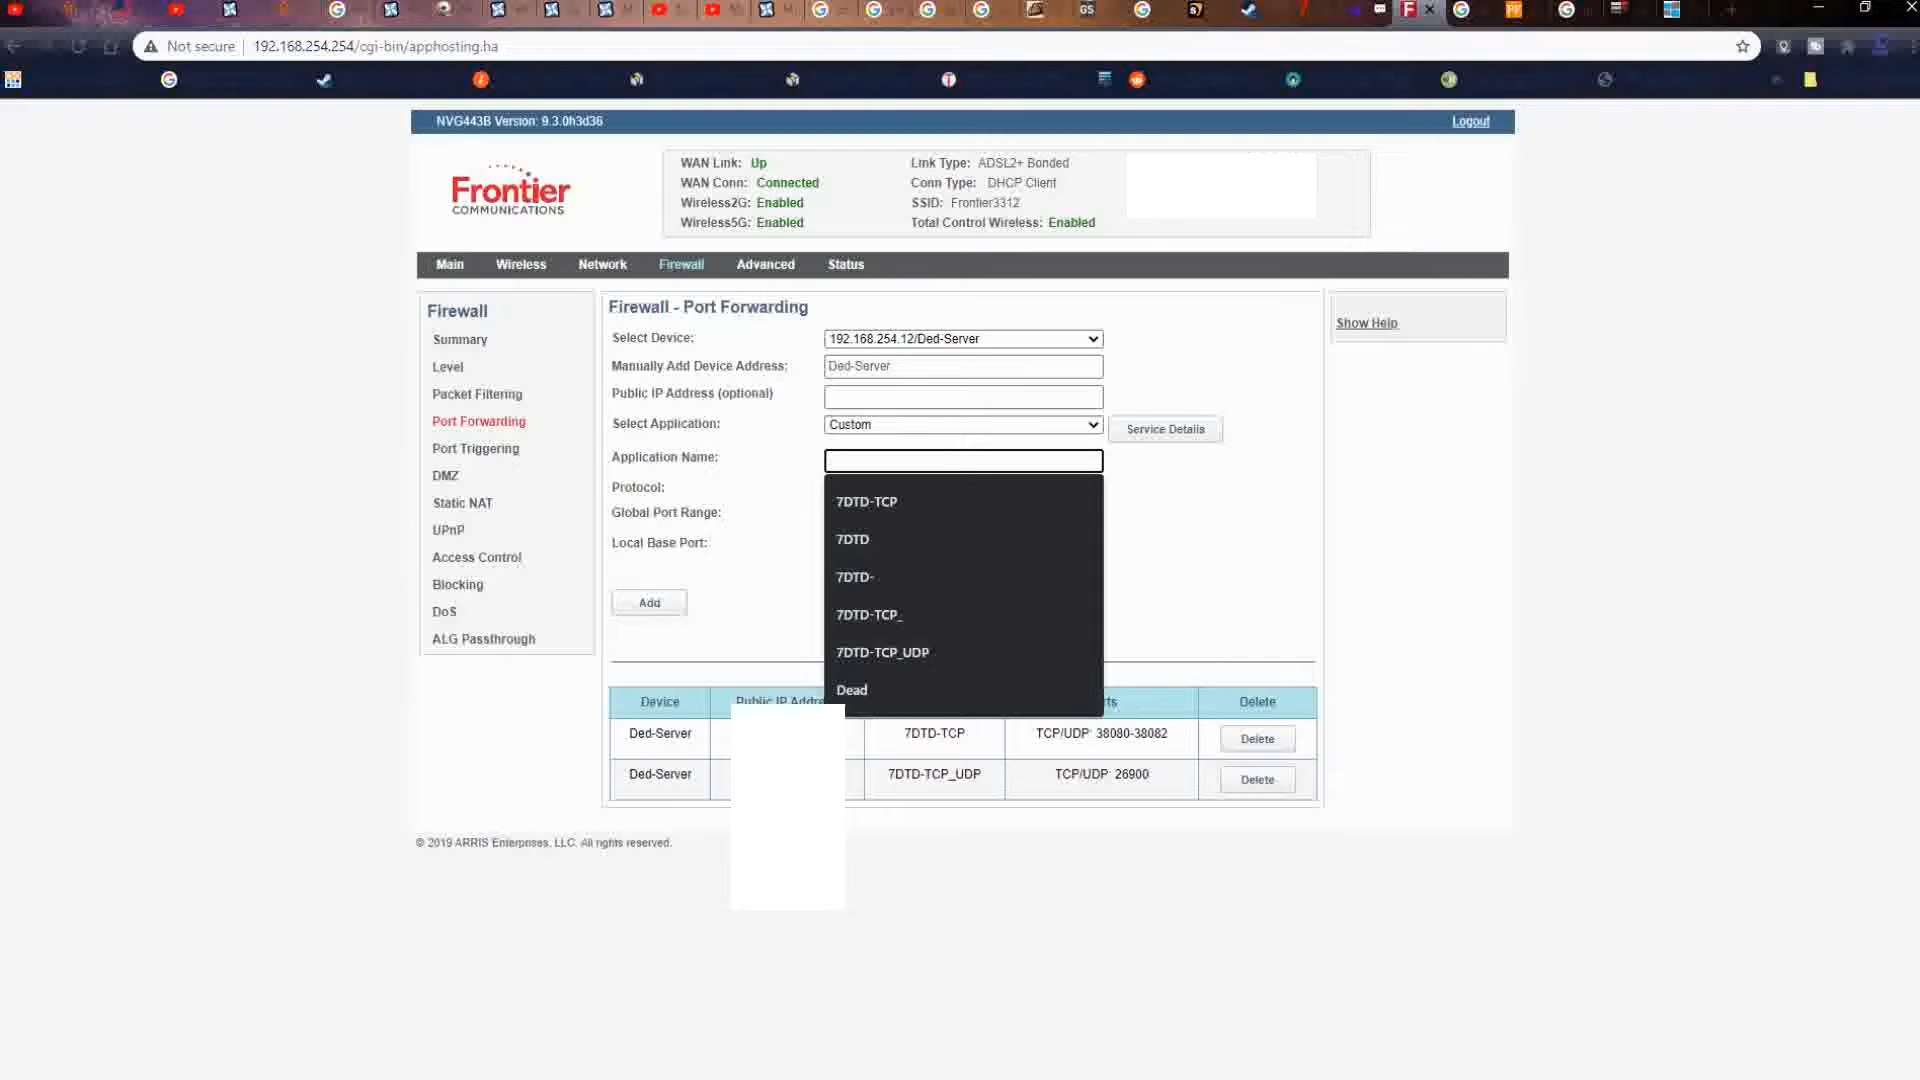 Not secure
192.168.254.254/cgi-bin/apphosting.ha
NVG443B Version: 9.3.0h3d36
Logout
Frontier
COMMUNICATIONS
WAN Link: Up
Link Type: ADSL2+ Bonded
WAN Conn: Connected
Conn Type: DHCP Client
Wireless2G: Enabled
SSID: Frontier3312
Wireless5G: Enabled
Total Control Wireless: Enabled
Main
Wireless
Network
Firewall
Advanced
Status
Firewall
Summary
Level
Packet Filtering
Port Forwarding
Port Triggering
DMZ
Static NAT
UPnP
Access Control
Blocking
DoS
ALG Passthrough
Firewall - Port Forwarding
Select Device:
192.168.254.12/Ded-Server
Manually Add Device Address:
Ded-Server
Public IP Address (optional)
Select Application:
Custom
Service Details
Application Name:
Protocol:
Global Port Range:
Local Base Port:
7DTD-TCP
7DTD
7DTD-
7DTD-TCP_
7DTD-TCP_UDP
Dead
Add
Show Help
Device
Public IP Addre
ts
Delete
Ded-Server
7DTD-TCP
TCP/UDP 38080-38082
Delete
Ded-Server
7DTD-TCP_UDP
TCP/UDP 26900
Delete
© 2019 ARRIS Enterprises, LLC. All rights reserved.